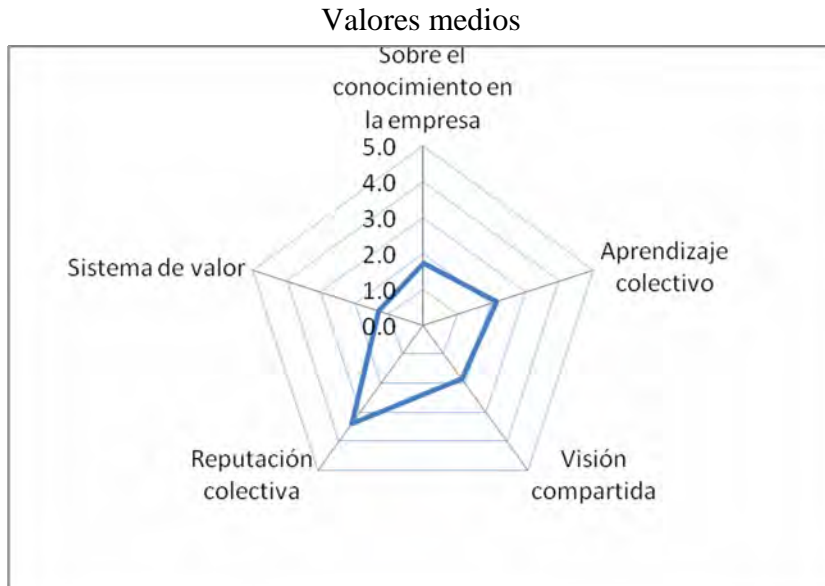 Valores medios
Sobre el
conocimiento en
la empresa
5.0
4.0
3.0
2.0
1.0
0.0
Aprendizaje
colectivo
Visión
compartida
Reputación
colectiva
Sistema de valor